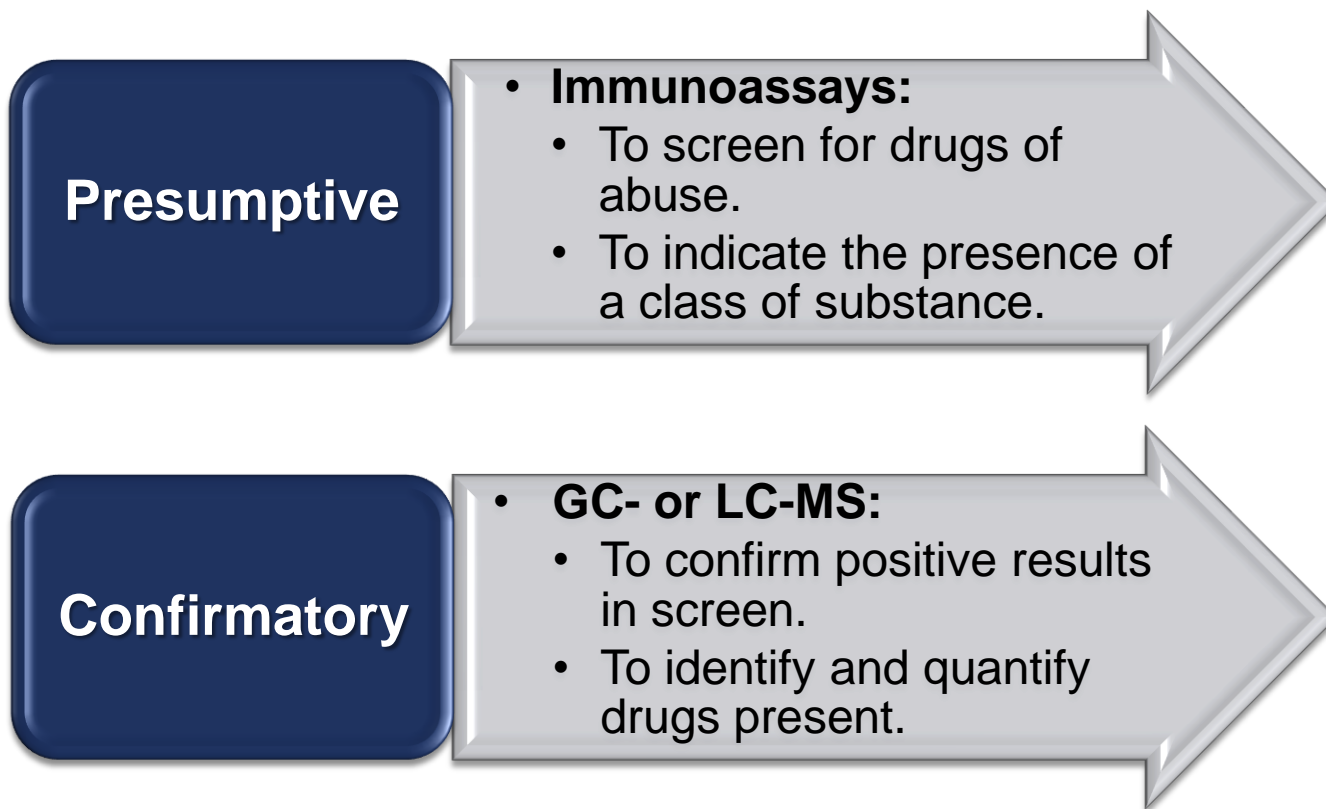 Presumptive
• Immunoassays:
• To screen for drugs of
abuse.
• To indicate the presence of
a class of substance.
Confirmatory
• GC- or LC-MS:
• To confirm positive results
in screen.
• To identify and quantify
drugs present.